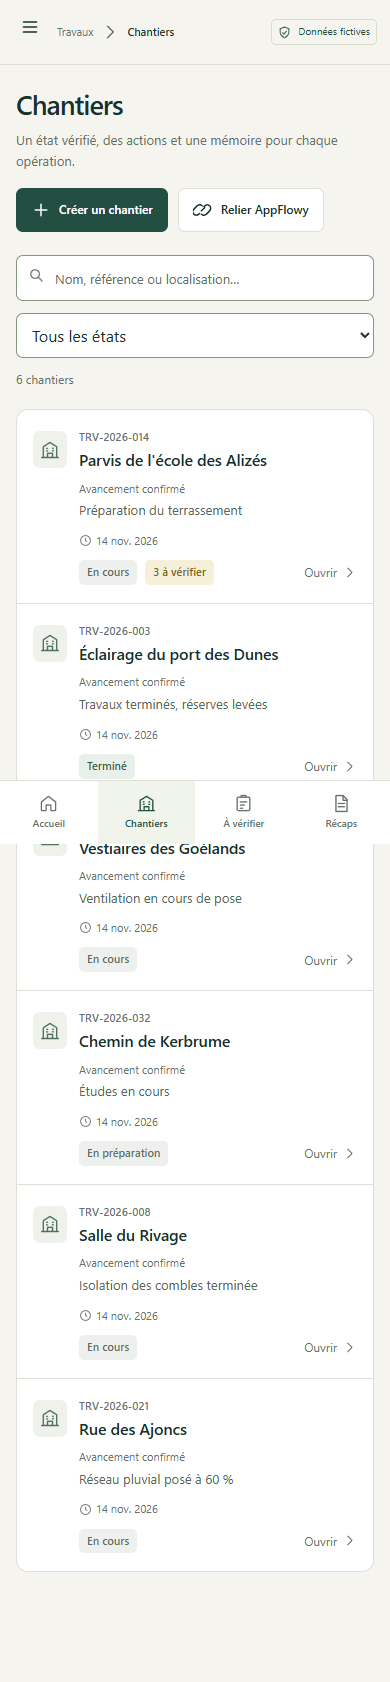 Travaux > Chantiers
Données fictives
Chantiers
Un état vérifié, des actions et une mémoire pour chaque
opération.
Créer un chantier
Relier AppFlowy
Nom, référence ou localisation...
Tous les états
6 chantiers
TRV-2026-014
Parvis de l'école des Alizés
Avancement confirmé
Préparation du terrassement
14 nov. 2026
En cours
3 à vérifier
Ouvrir
TRV-2026-003
Éclairage du port des Dunes
Avancement confirmé
Travaux terminés, réserves levées
14 nov. 2026
Terminé
Ouvrir
Accueil
Chantiers
À vérifier
Récaps
Vestiaires des Goélands
Avancement confirmé
Ventilation en cours de pose
14 nov. 2026
En cours
Ouvrir
TRV-2026-032
Chemin de Kerbrume
Avancement confirmé
Études en cours
14 nov. 2026
En préparation
Ouvrir
TRV-2026-008
Salle du Rivage
Avancement confirmé
Isolation des combles terminée
14 nov. 2026
En cours
Ouvrir
TRV-2026-021
Rue des Ajoncs
Avancement confirmé
Réseau pluvial posé à 60 %
14 nov. 2026
En cours
Ouvrir